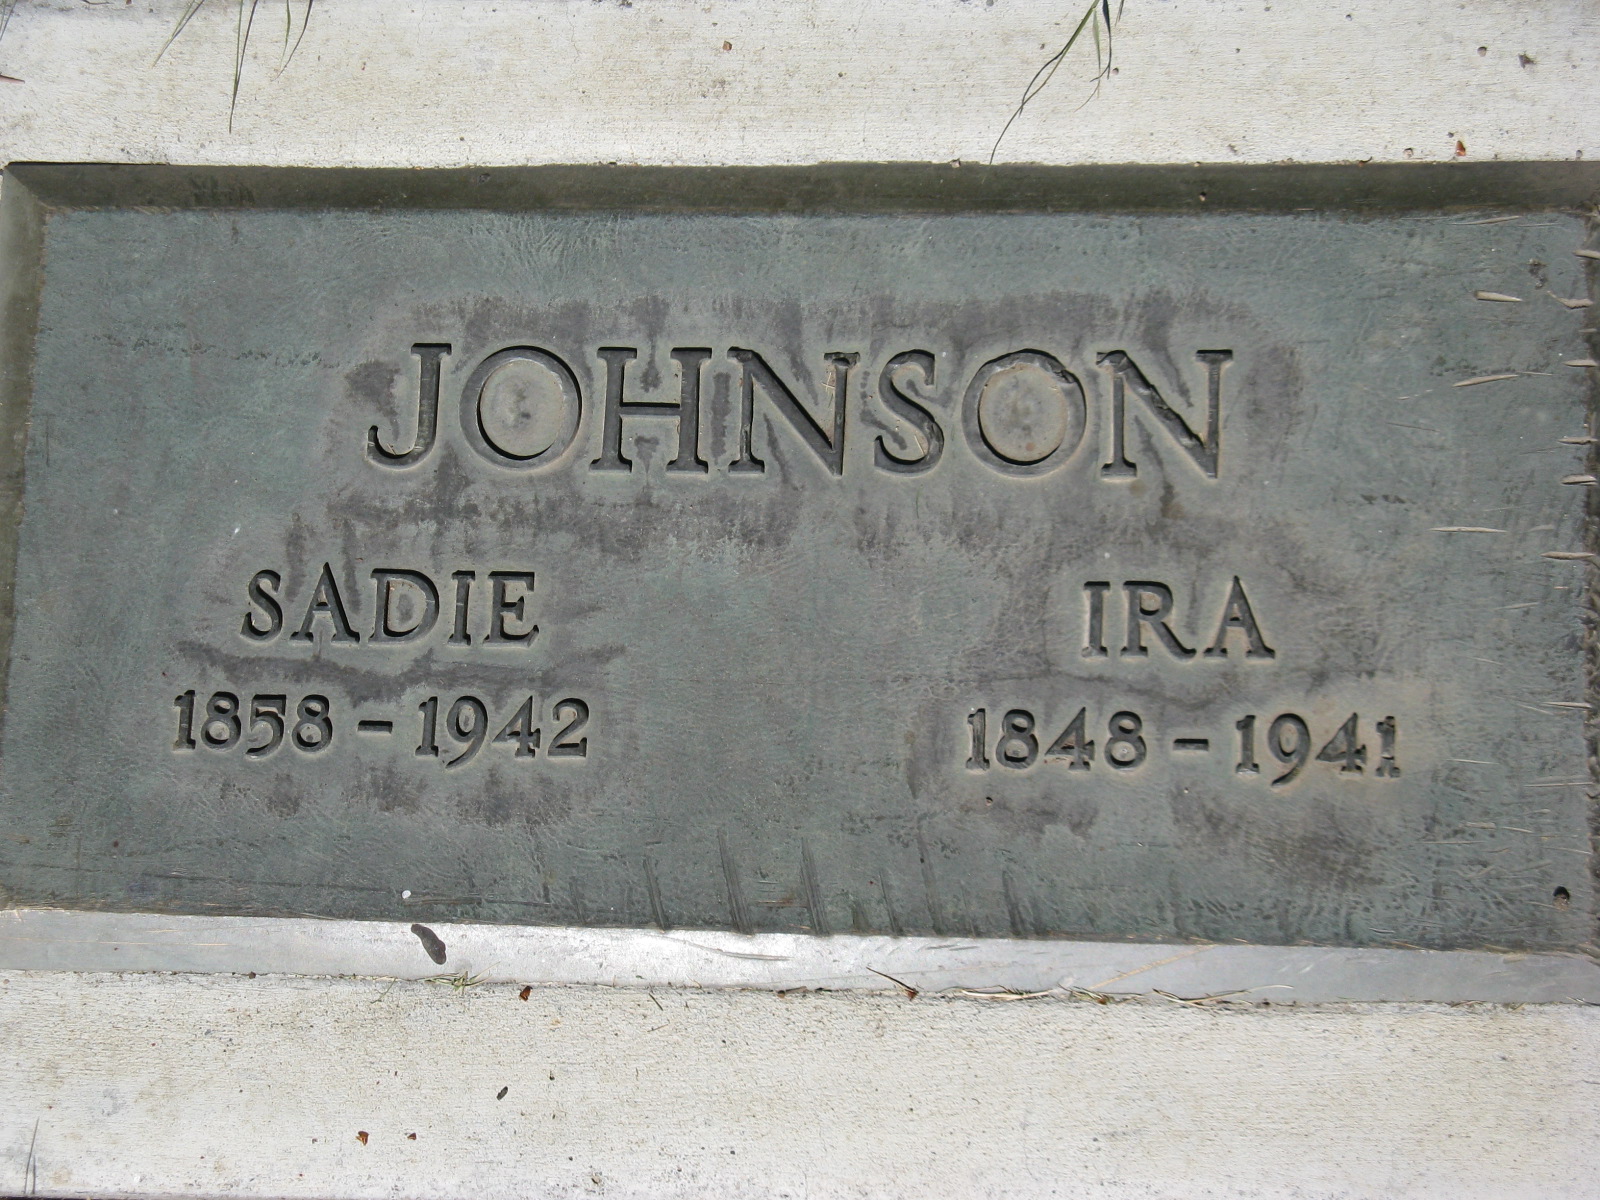 JOHNSON
SADIE IRA
1858 - 1942 1848 - 1941